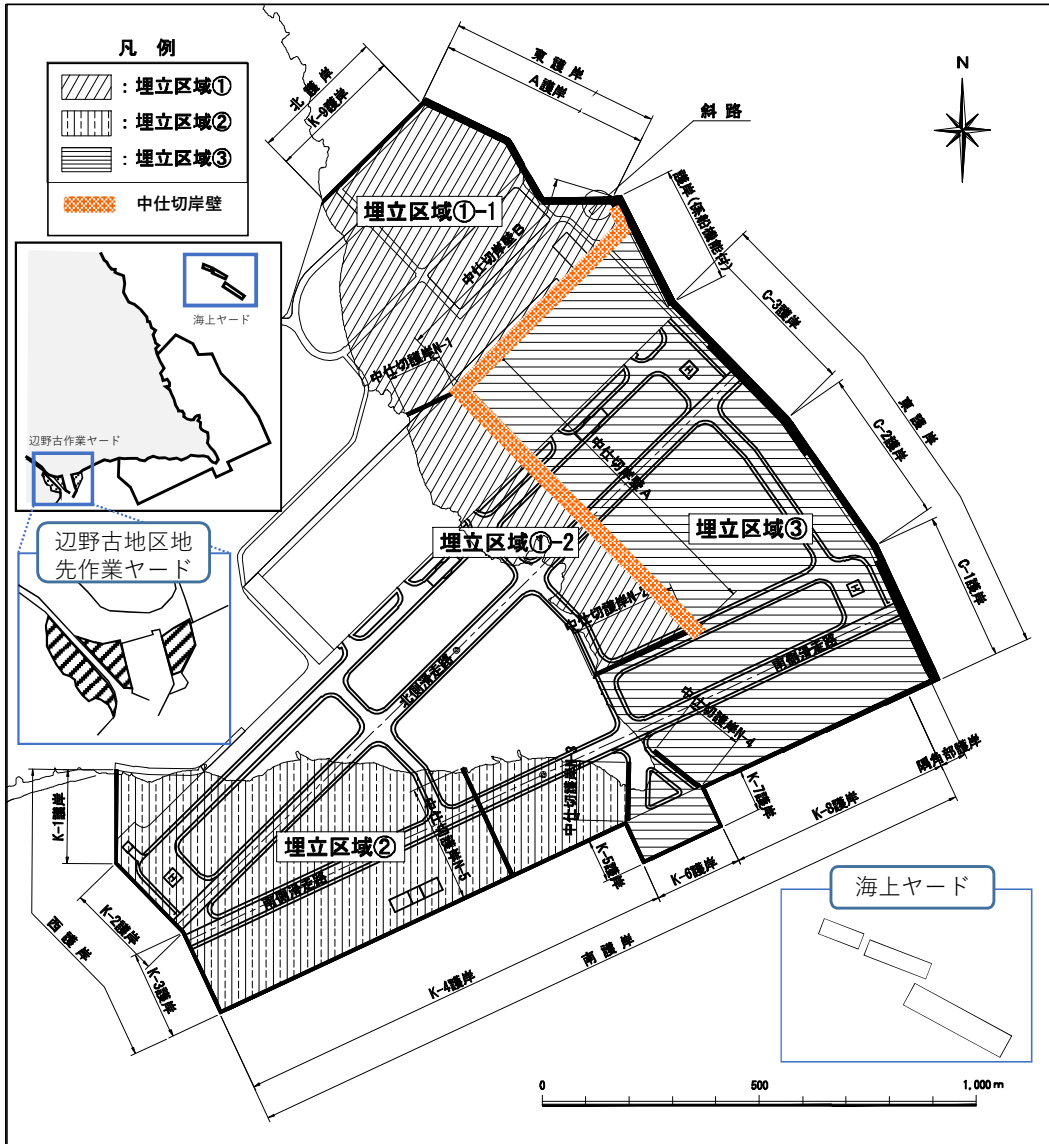 凡 例
: 埋立区域①
: 埋立区域②
: 埋立区域③
中仕切岸壁
N
東護岸
A護岸
北護岸
K-9護岸
斜路
護岸(係船機能付)
埋立区域①-1
中仕切岸壁B
中仕切護岸N-1
C-3護岸
東護岸
C-2護岸
C-1護岸
海上ヤード
辺野古作業ヤード
辺野古地区地
先作業ヤード
中仕切岸壁A
埋立区域①-2
埋立区域③
H
H
中仕切護岸N-2
北側滑走路
南側滑走路
中仕切護岸N-4
隅角部護岸
K-7護岸
K-8護岸
K-1護岸
埋立区域②
中仕切護岸N-5
H
南側滑走路
K-5護岸
K-6護岸
K-2護岸
西護岸
K-3護岸
K-4護岸
南護岸
海上ヤード
0 500 1,000m